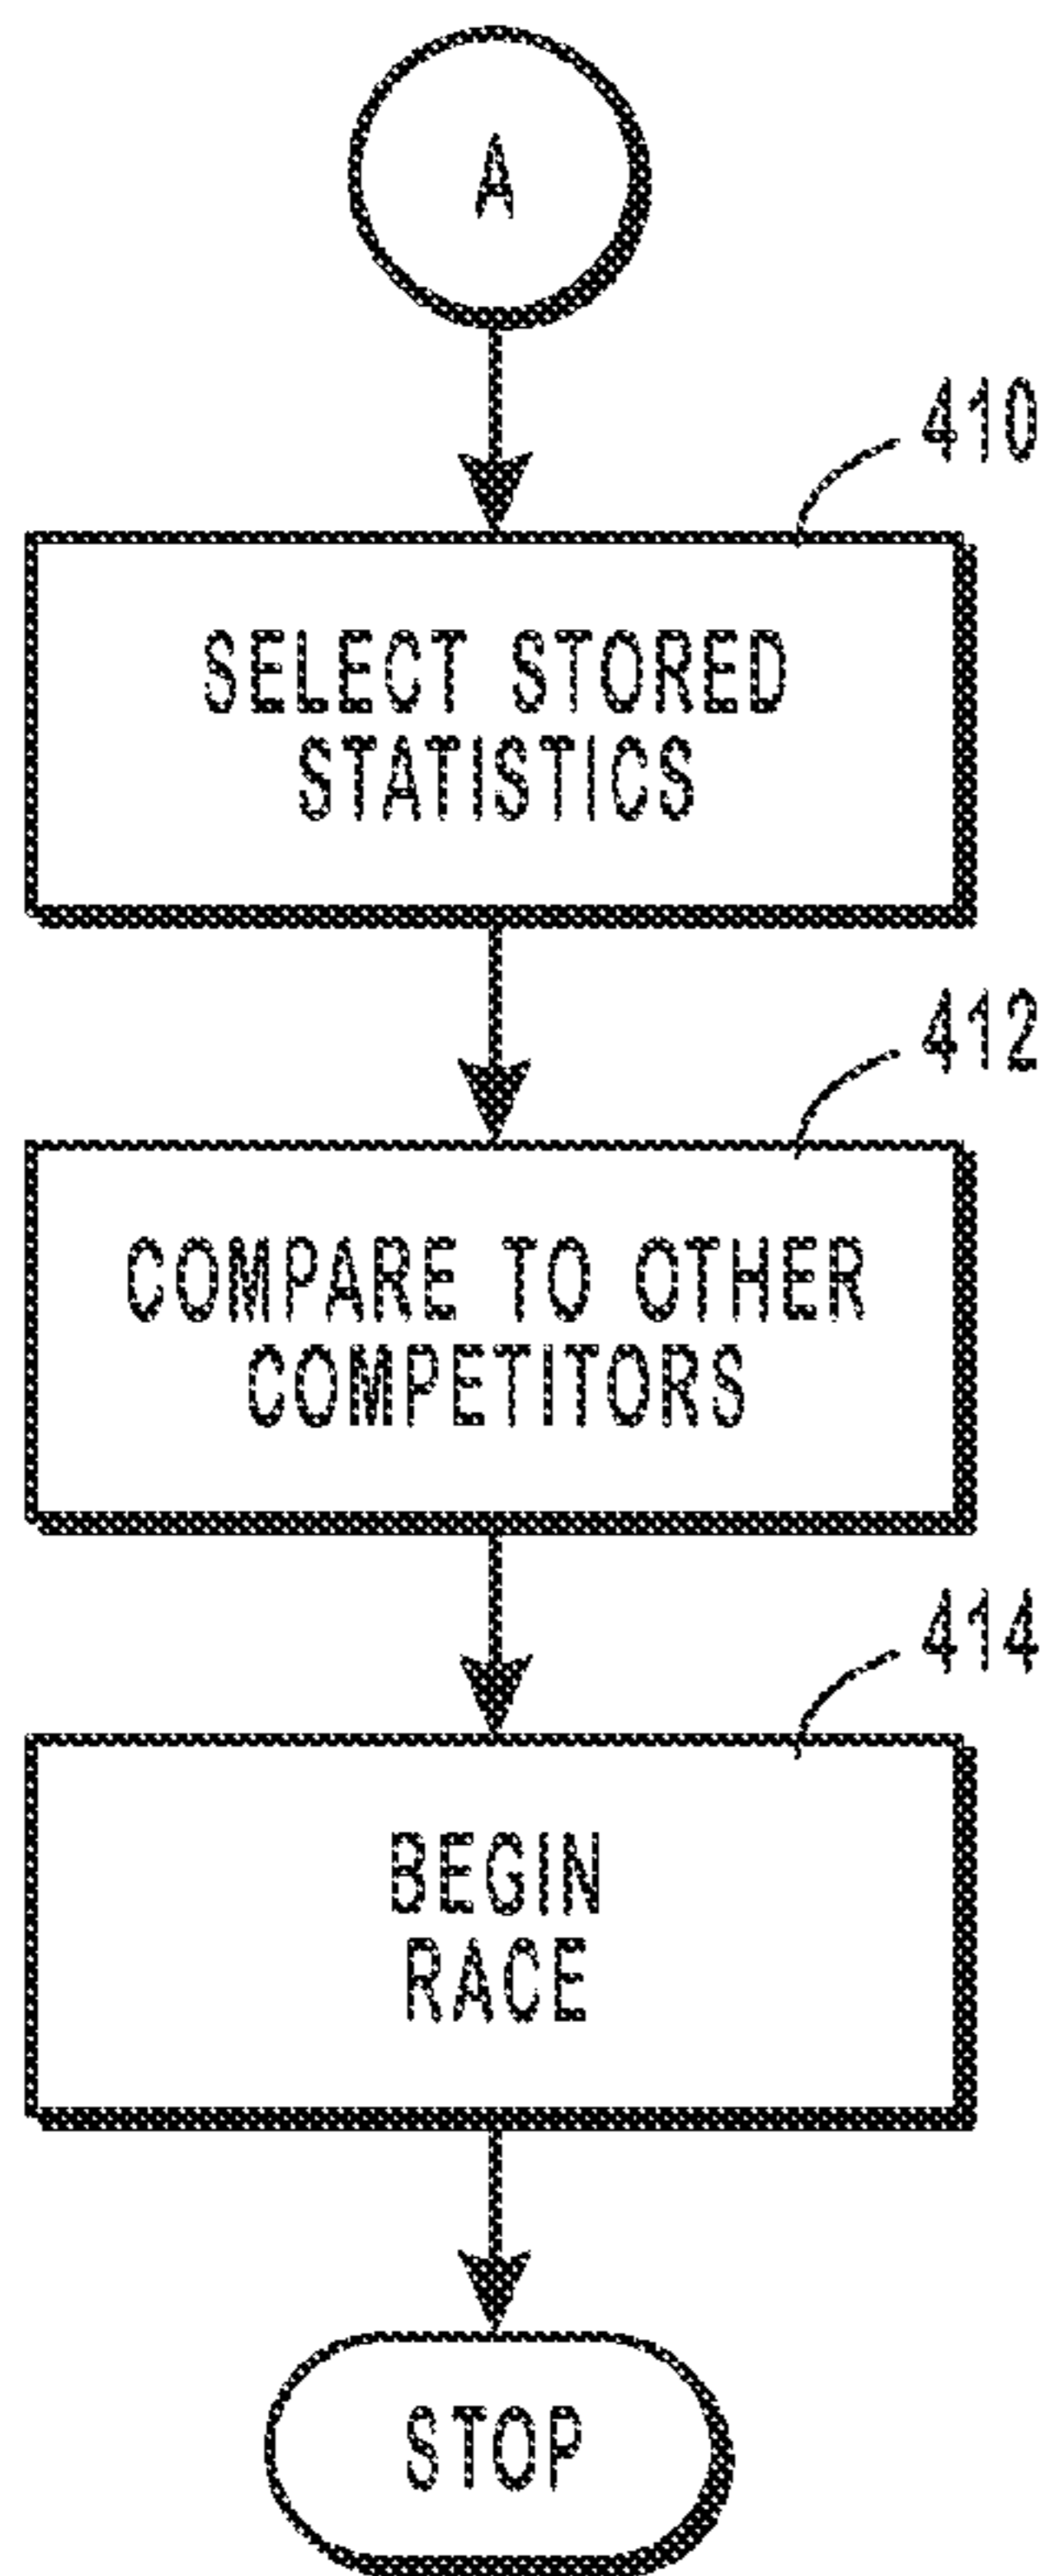 A
410
SELECT STORED
STATISTICS
412
COMPARE TO OTHER
COMPETITORS
414
BEGIN
RACE
STOP